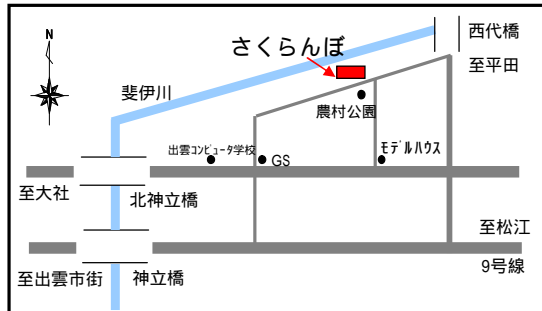 N
西代橋
さくらんぼ
至平田
斐伊川
農村公園
出雲コンピュータ学校
モデルハウス
GS
至大社
北神立橋
至松江
至出雲市街
神立橋
9号線